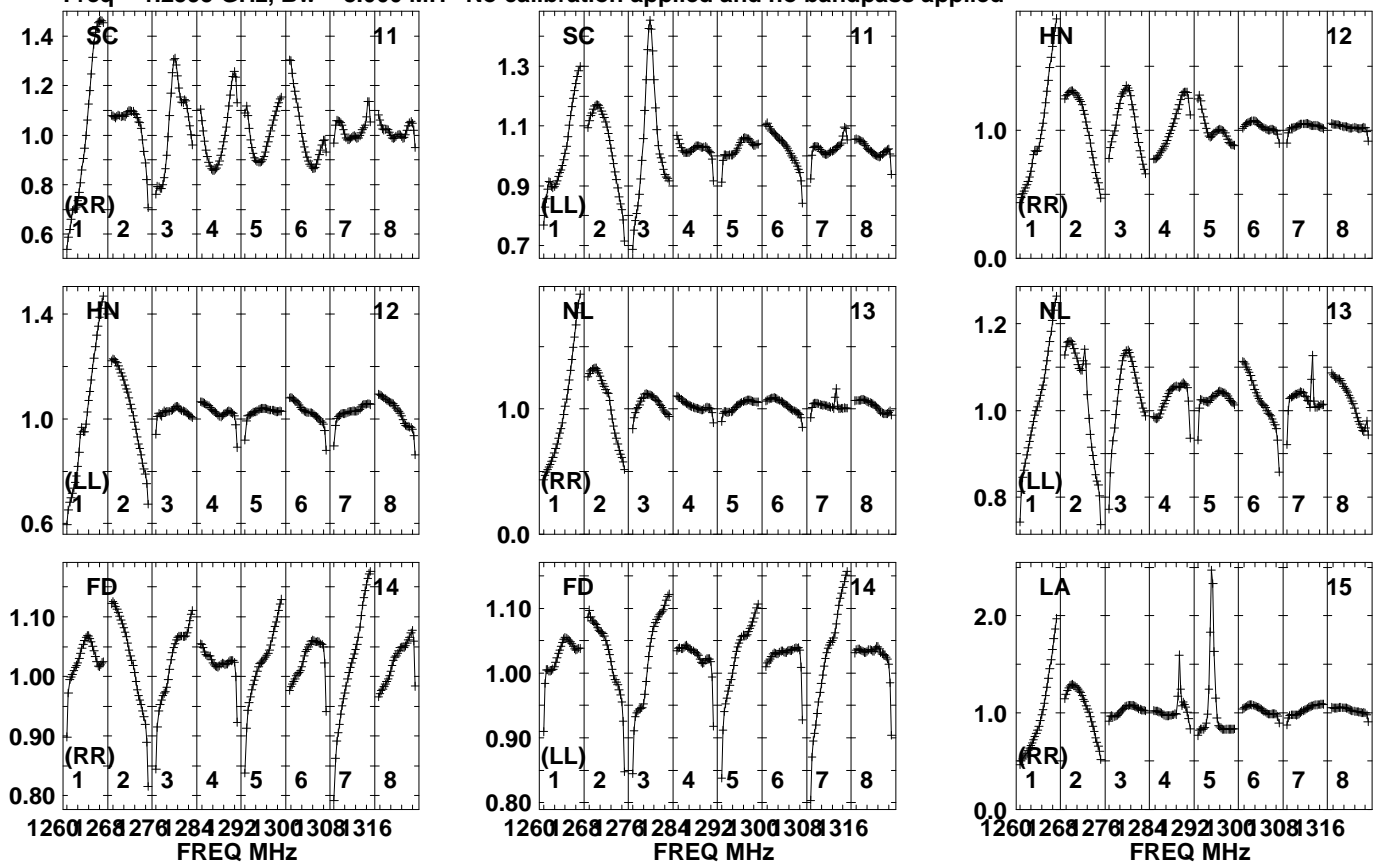 No calibration applied and no bandpass applied
SC 11
1.4
1.2
1.0
0.8
0.6
(RR)
1 2 3 4 5 6 7 8
SC 11
1.3
1.1
0.9
0.7
(LL)
1 2 3 4 5 6 7 8
HN 12
1.0
0.0
(RR)
1 2 3 4 5 6 7 8
HN 12
1.4
1.2
1.0
0.8
0.6
(LL)
1 2 3 4 5 6 7 8
NL 13
1.0
0.0
(RR)
1 2 3 4 5 6 7 8
NL 13
1.2
1.0
0.8
(LL)
1 2 3 4 5 6 7 8
FD 14
1.10
1.00
0.90
0.80
(RR)
1 2 3 4 5 6 7 8
1260 1268 1276 1284 1292 1300 1308 1316
FREQ MHz
FD 14
1.10
1.00
0.90
0.80
(LL)
1 2 3 4 5 6 7 8
1260 1268 1276 1284 1292 1300 1308 1316
FREQ MHz
LA 15
2.0
1.0
0.0
(RR)
1 2 3 4 5 6 7 8
1260 1268 1276 1284 1292 1300 1308 1316
FREQ MHz